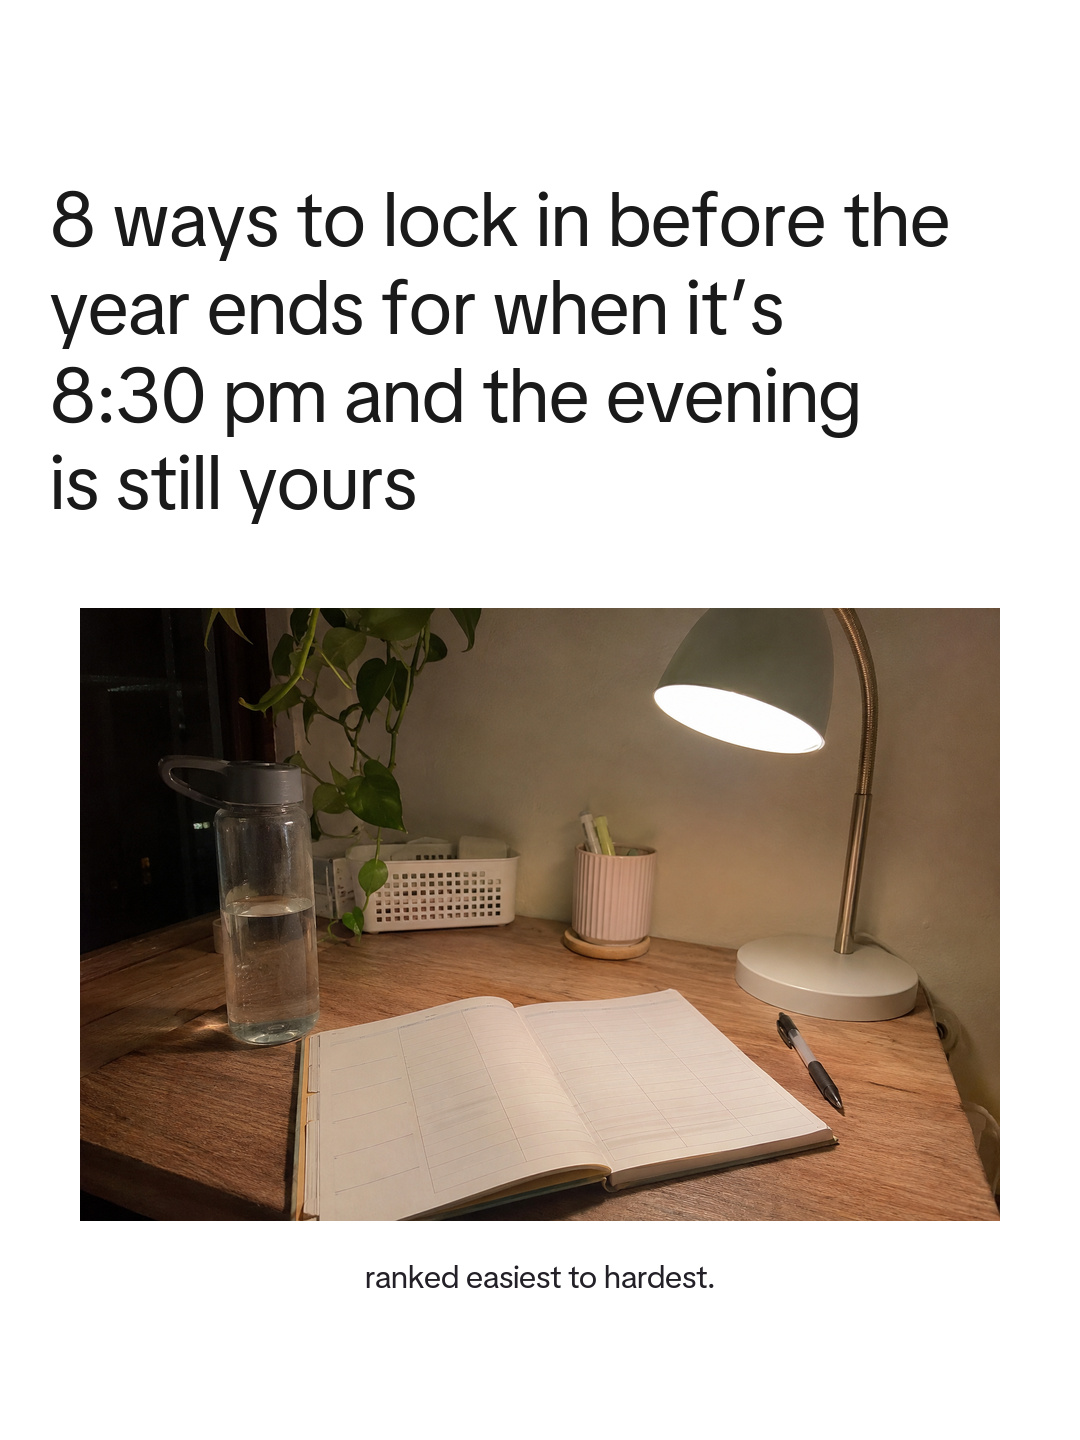 8 ways to lock in before the
year ends for when it’s
8:30 pm and the evening
is still yours
ranked easiest to hardest.